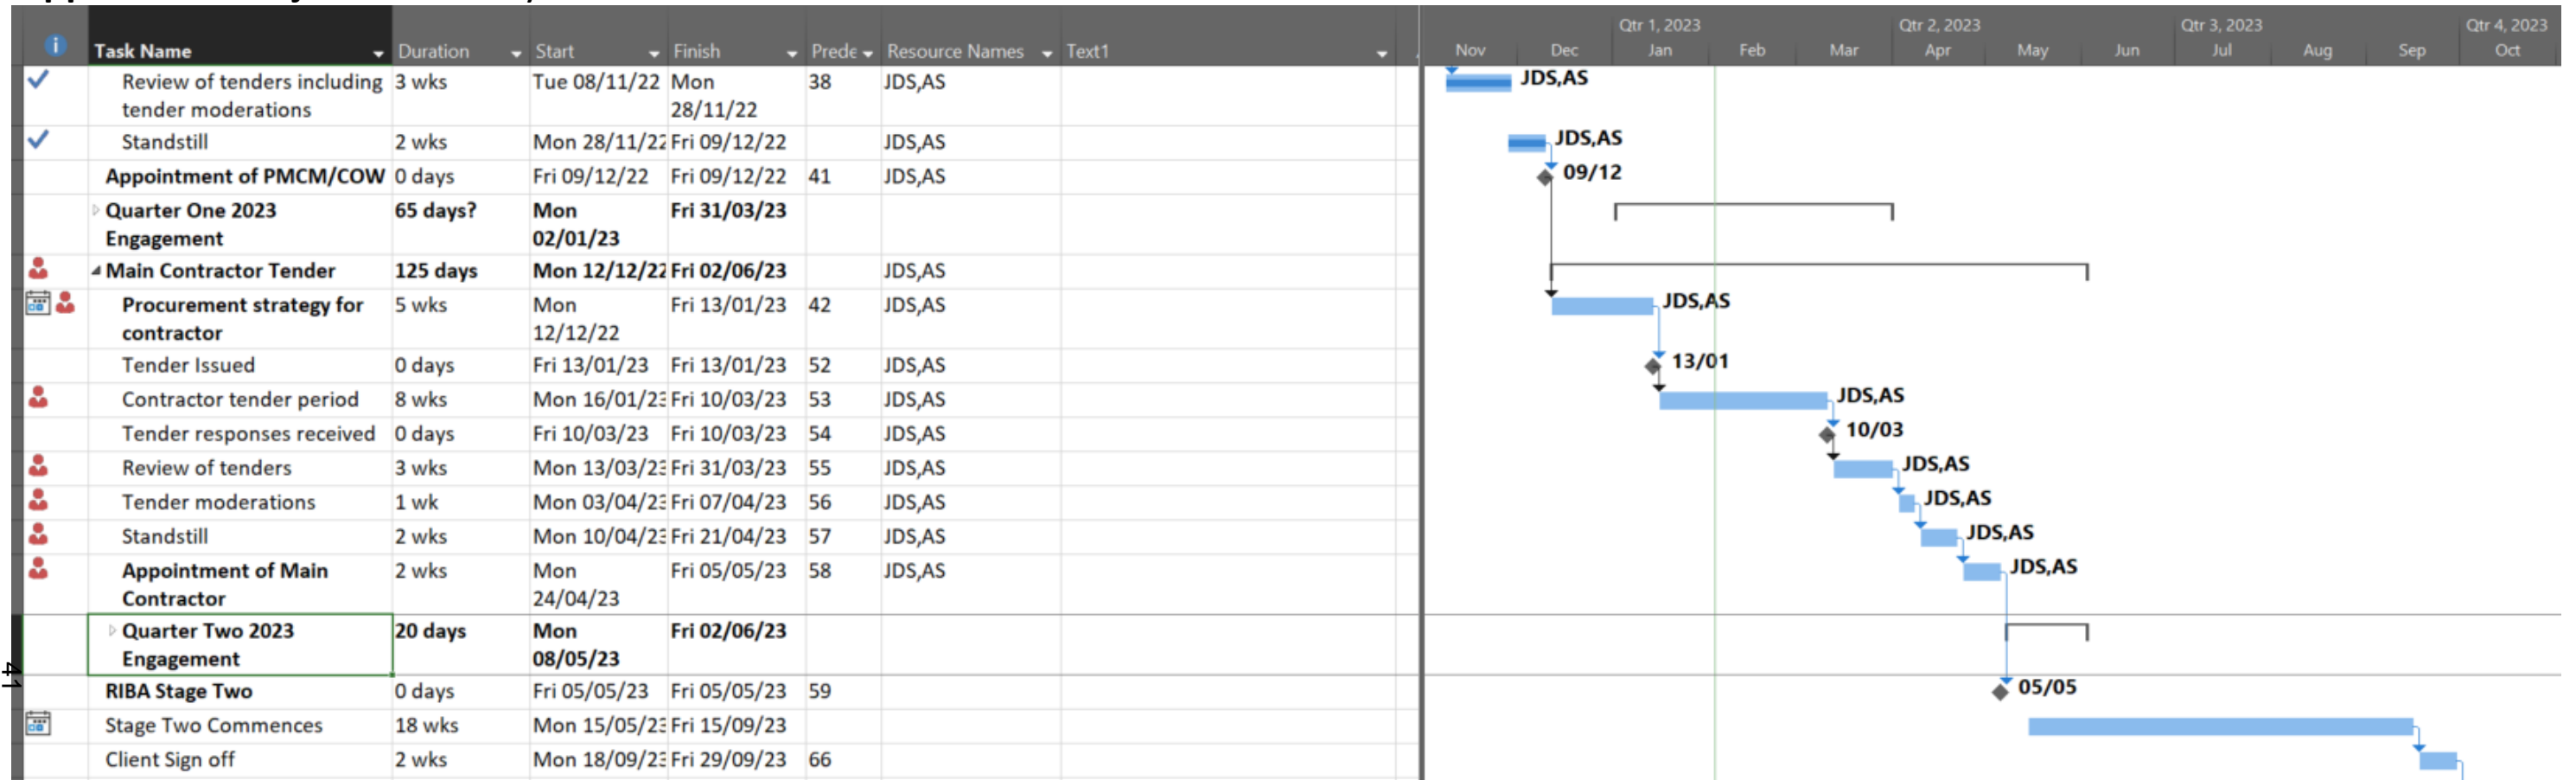 Task Name Duration Start Finish Prede Resource Names Text1
Qtr 1, 2023 Qtr 2, 2023 Qtr 3, 2023 Qtr 4, 2023
Nov Dec Jan Feb Mar Apr May Jun Jul Aug Sep Oct
Review of tenders including 3 wks Tue 08/11/22 Mon 38 JDS,AS JDS,AS
tender moderations 28/11/22
Standstill 2 wks Mon 28/11/22 Fri 09/12/22 JDS,AS JDS,AS
Appointment of PMCM/COW 0 days Fri 09/12/22 Fri 09/12/22 41 JDS,AS 09/12
Quarter One 2023 65 days? Mon Fri 31/03/23
Engagement 02/01/23
Main Contractor Tender 125 days Mon 12/12/22 Fri 02/06/23 JDS,AS
Procurement strategy for 5 wks Mon Fri 13/01/23 42 JDS,AS JDS,AS
contractor 12/12/22
Tender Issued 0 days Fri 13/01/23 Fri 13/01/23 52 JDS,AS 13/01
Contractor tender period 8 wks Mon 16/01/23 Fri 10/03/23 53 JDS,AS JDS,AS
Tender responses received 0 days Fri 10/03/23 Fri 10/03/23 54 JDS,AS 10/03
Review of tenders 3 wks Mon 13/03/23 Fri 31/03/23 55 JDS,AS JDS,AS
Tender moderations 1 wk Mon 03/04/23 Fri 07/04/23 56 JDS,AS JDS,AS
Standstill 2 wks Mon 10/04/23 Fri 21/04/23 57 JDS,AS JDS,AS
Appointment of Main 2 wks Mon Fri 05/05/23 58 JDS,AS JDS,AS
Contractor 24/04/23
Quarter Two 2023 20 days Mon Fri 02/06/23
Engagement 08/05/23
41
RIBA Stage Two 0 days Fri 05/05/23 Fri 05/05/23 59 05/05
Stage Two Commences 18 wks Mon 15/05/23 Fri 15/09/23
Client Sign off 2 wks Mon 18/09/23 Fri 29/09/23 66